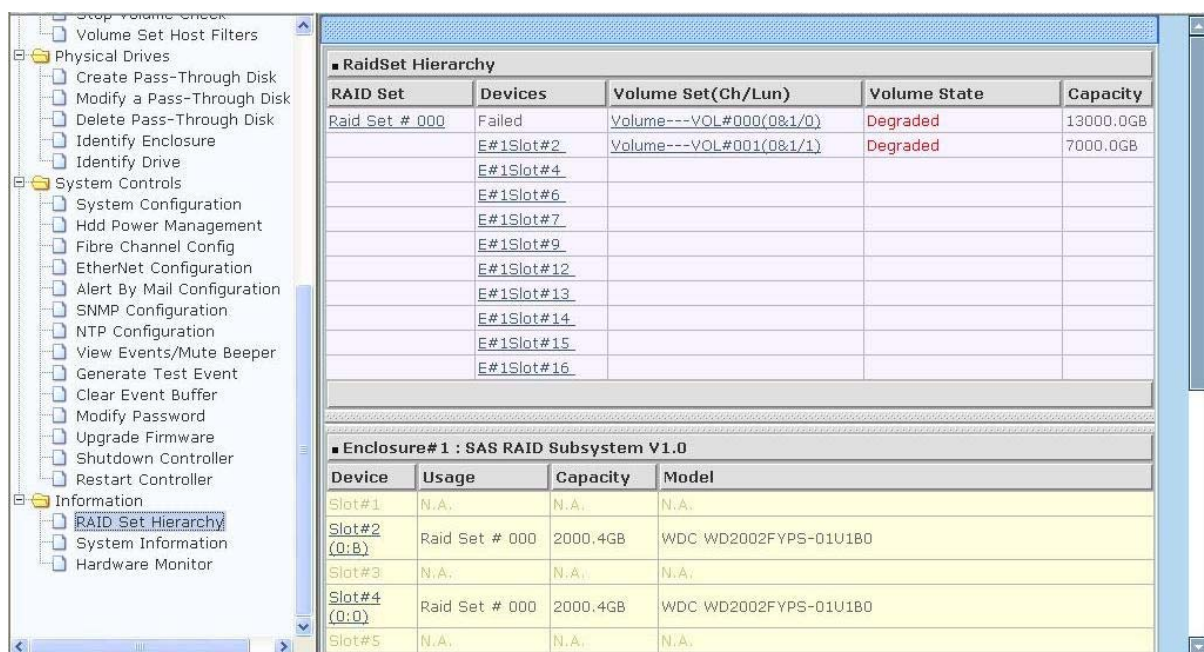 Stop Volume Check
Volume Set Host Filters
Physical Drives
Create Pass-Through Disk
Modify a Pass-Through Disk
Delete Pass-Through Disk
Identify Enclosure
Identify Drive
System Controls
System Configuration
Hdd Power Management
Fibre Channel Config
EtherNet Configuration
Alert By Mail Configuration
SNMP Configuration
NTP Configuration
View Events/Mute Beeper
Generate Test Event
Clear Event Buffer
Modify Password
Upgrade Firmware
Shutdown Controller
Restart Controller
Information
RAID Set Hierarchy
System Information
Hardware Monitor
RaidSet Hierarchy
RAID Set Devices Volume Set(Ch/Lun) Volume State Capacity
Raid Set # 000 Failed Volume---VOL#000(0&1/0) Degraded 13000.0GB
E#1Slot#2 Volume---VOL#001(0&1/1) Degraded 7000.0GB
E#1Slot#4
E#1Slot#6
E#1Slot#7
E#1Slot#9
E#1Slot#12
E#1Slot#13
E#1Slot#14
E#1Slot#15
E#1Slot#16
Enclosure#1 : SAS RAID Subsystem V1.0
Device Usage Capacity Model
Slot#1 N.A. N.A. N.A.
Slot#2 (0:B) Raid Set # 000 2000.4GB WDC WD2002FYPS-01U1B0
Slot#3 N.A. N.A. N.A.
Slot#4 (0:0) Raid Set # 000 2000.4GB WDC WD2002FYPS-01U1B0
Slot#5 N.A. N.A. N.A.